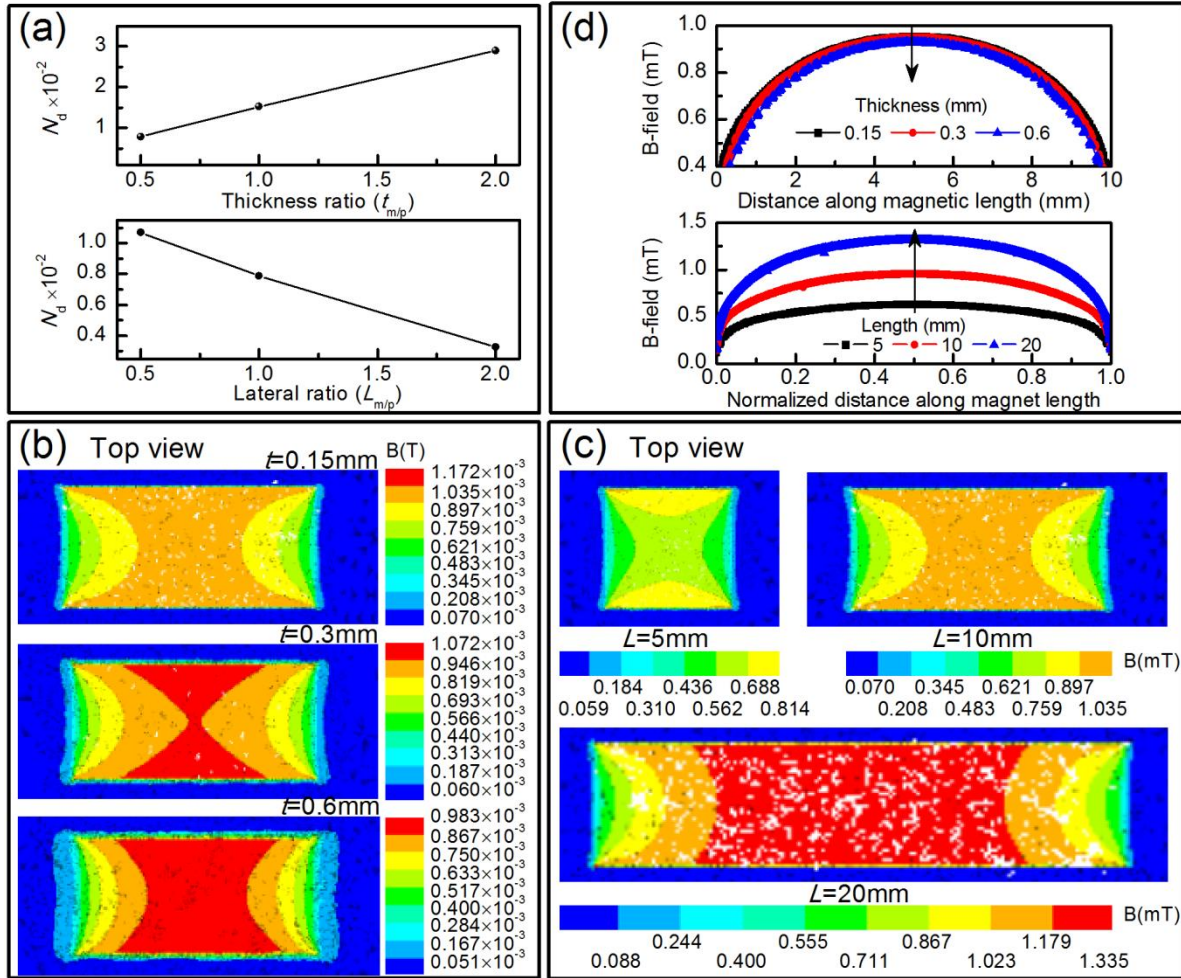 (a)
3
2
1
N_d ×10^-2
0.5 1.0 1.5 2.0
Thickness ratio (t_m/p)
1.0
0.8
0.6
0.4
N_d ×10^-2
0.5 1.0 1.5 2.0
Lateral ratio (L_m/p)
(d)
1.0
0.8
0.6
0.4
B-field (mT)
Thickness (mm)
0.15 0.3 0.6
0 2 4 6 8 10
Distance along magnetic length (mm)
1.5
1.0
0.5
0.0
B-field (mT)
Length (mm)
5 10 20
0.0 0.2 0.4 0.6 0.8 1.0
Normalized distance along magnet length
(b) Top view
t=0.15mm
B(T)
1.172×10^-3
1.035×10^-3
0.897×10^-3
0.759×10^-3
0.621×10^-3
0.483×10^-3
0.345×10^-3
0.208×10^-3
0.070×10^-3
t=0.3mm
1.072×10^-3
0.946×10^-3
0.819×10^-3
0.693×10^-3
0.566×10^-3
0.440×10^-3
0.313×10^-3
0.187×10^-3
0.060×10^-3
t=0.6mm
0.983×10^-3
0.867×10^-3
0.750×10^-3
0.633×10^-3
0.517×10^-3
0.400×10^-3
0.284×10^-3
0.167×10^-3
0.051×10^-3
(c) Top view
L=5mm
0.184 0.436 0.688
0.059 0.310 0.562 0.814
L=10mm
B(mT)
0.070 0.345 0.621 0.897
0.208 0.483 0.759 1.035
L=20mm
B(mT)
0.244 0.555 0.867 1.179
0.088 0.400 0.711 1.023 1.335